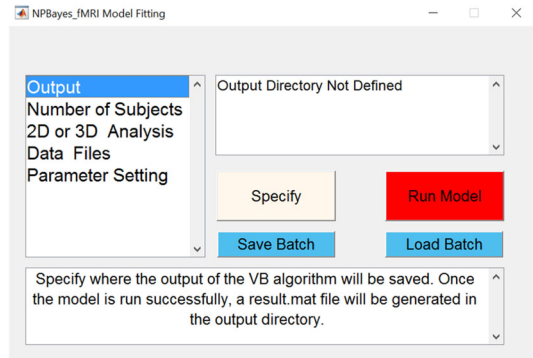 NPBayes_fMRI Model Fitting
Output
Number of Subjects
2D or 3D Analysis
Data Files
Parameter Setting
Output Directory Not Defined
Specify
Run Model
Save Batch
Load Batch
Specify where the output of the VB algorithm will be saved. Once
the model is run successfully, a result.mat file will be generated in
the output directory.